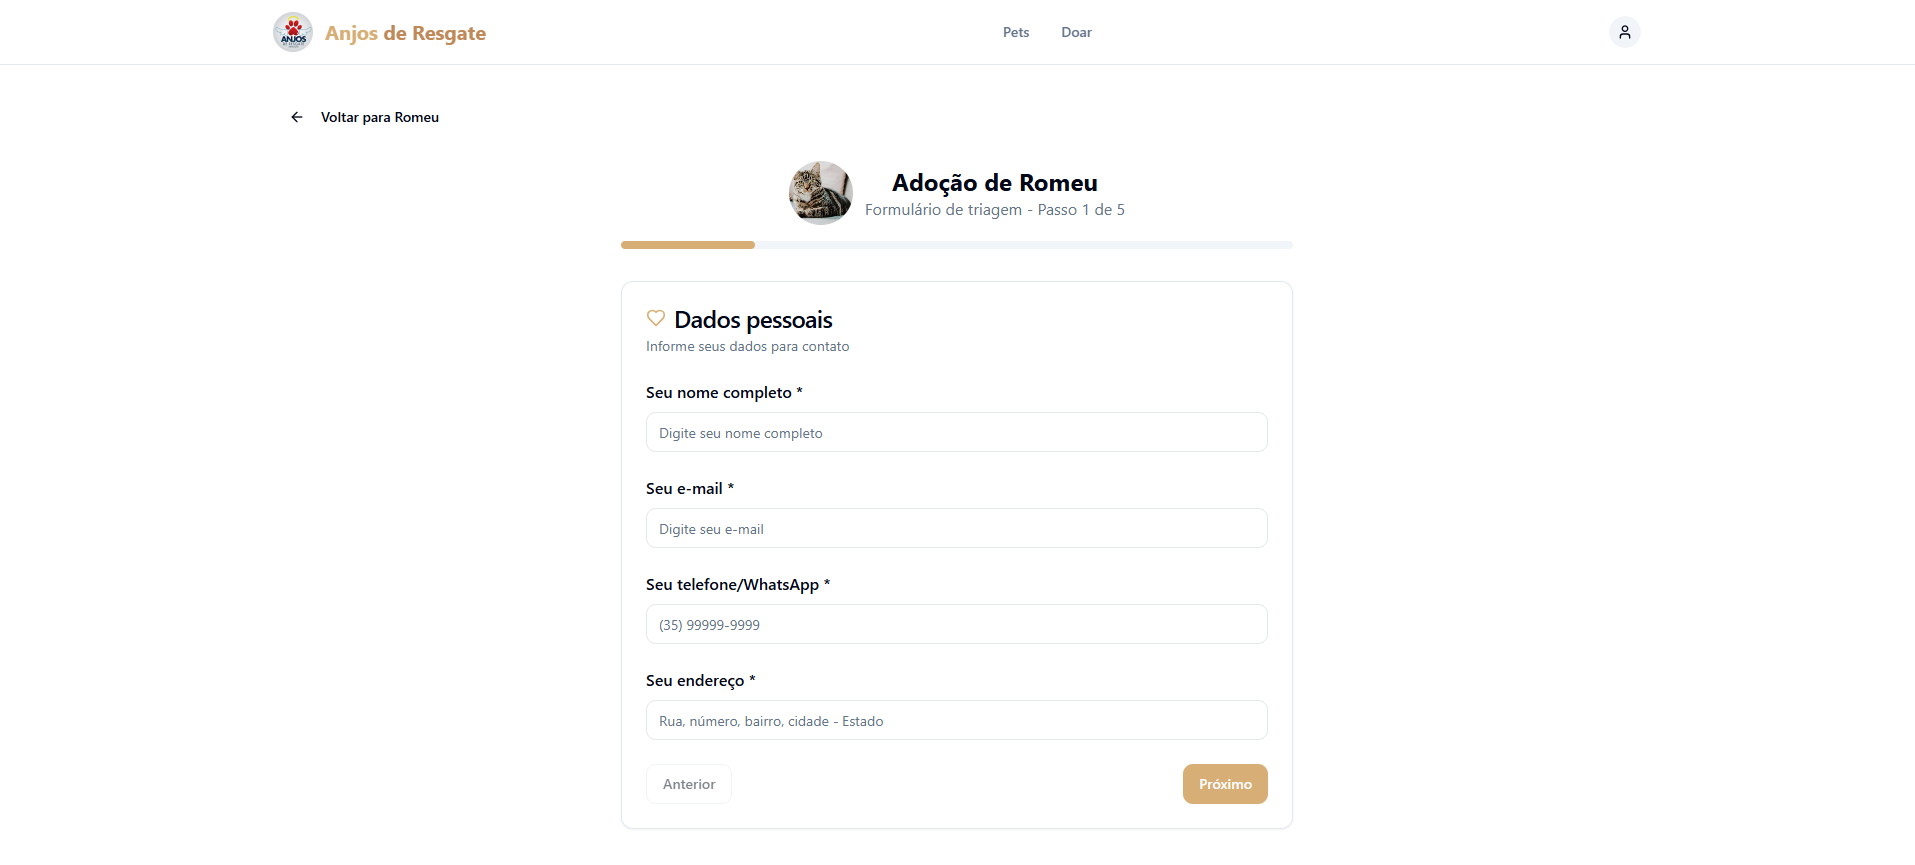 ANJOS
Anjos de Resgate
Pets
Doar
Voltar para Romeu
Adoção de Romeu
Formulário de triagem - Passo 1 de 5
Dados pessoais
Informe seus dados para contato
Seu nome completo *
Digite seu nome completo
Seu e-mail *
Digite seu e-mail
Seu telefone/WhatsApp *
(35) 99999-9999
Seu endereço *
Rua, número, bairro, cidade - Estado
Anterior
Próximo